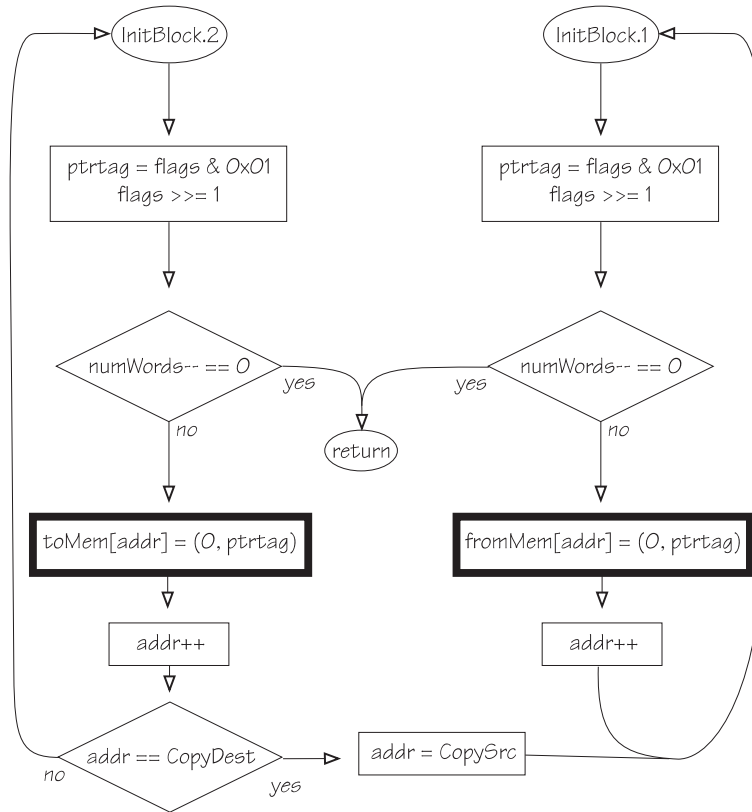 InitBlock.2
InitBlock.1
ptrtag = flags & 0x01
flags >>= 1
ptrtag = flags & 0x01
flags >>= 1
numWords-- == 0
numWords-- == 0
yes
yes
no
no
return
toMem[addr] = (0, ptrtag)
fromMem[addr] = (0, ptrtag)
addr++
addr++
addr == CopyDest
addr = CopySrc
no
yes